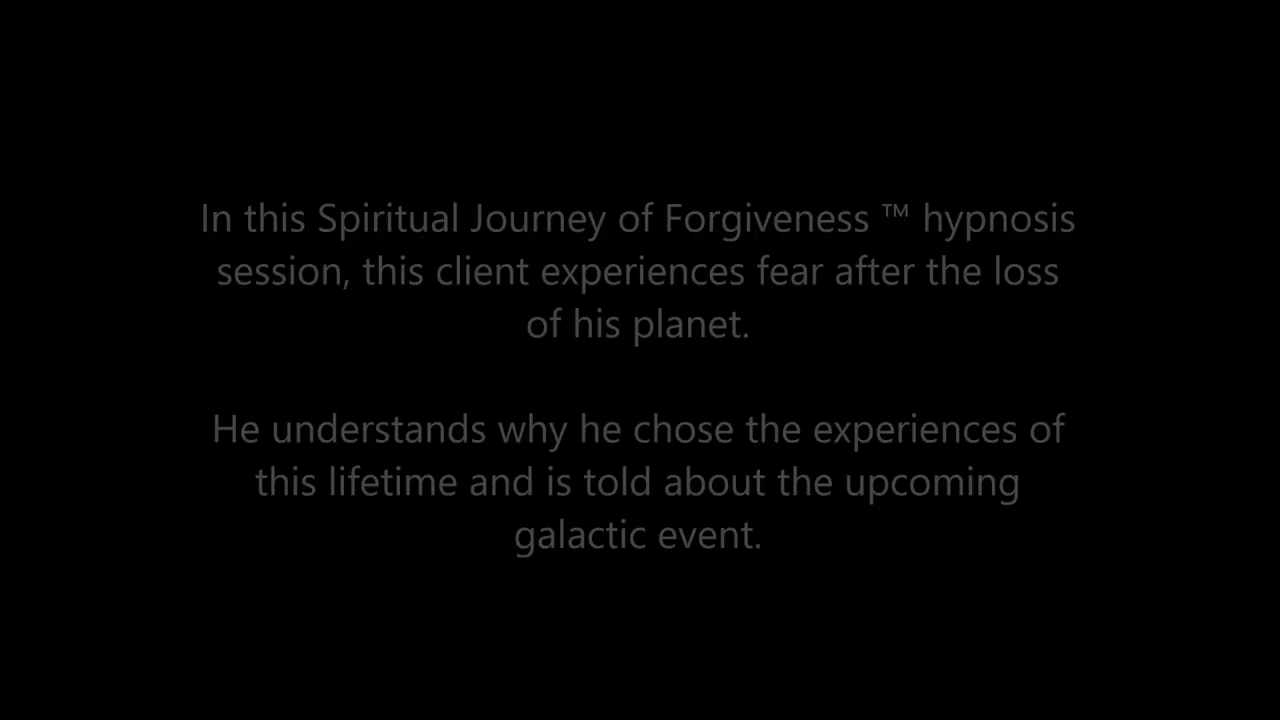 In this Spiritual Journey of Forgiveness ™ hypnosis
session, this client experiences fear after the loss
of his planet.
He understands why he chose the experiences of
this lifetime and is told about the upcoming
galactic event.